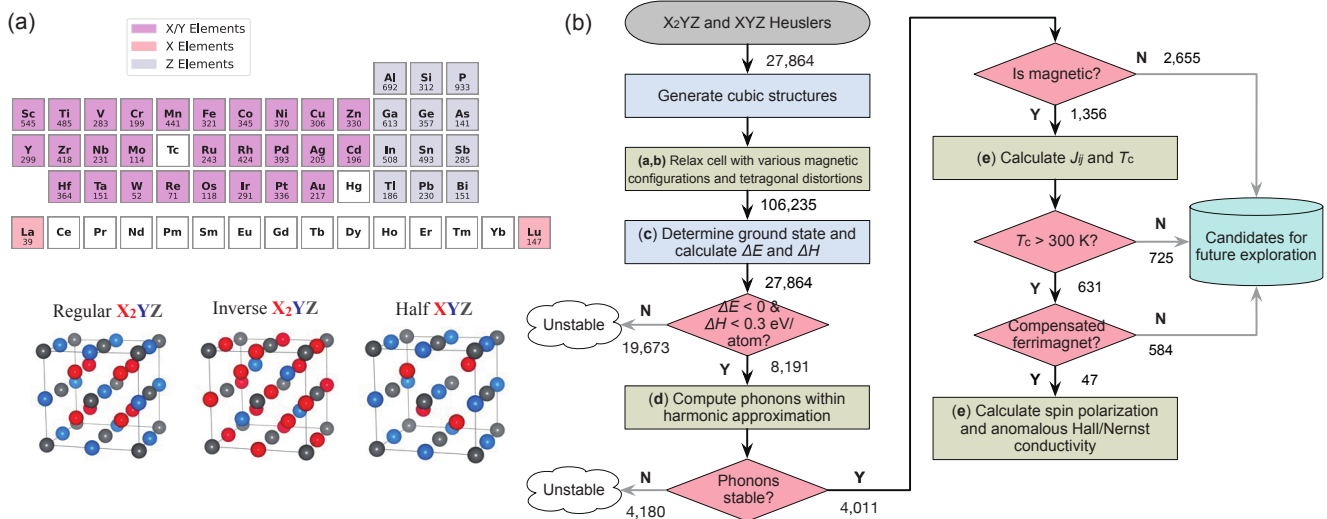 (a)
X/Y Elements
X Elements
Z Elements
Al Si P
692 312 933
Sc Ti V Cr Mn Fe Co Ni Cu Zn Ga Ge As
545 485 283 199 441 321 345 370 306 330 613 357 141
Y Zr Nb Mo Tc Ru Rh Pd Ag Cd In Sn Sb
299 418 231 114 243 424 393 205 196 508 493 285
Hf Ta W Re Os Ir Pt Au Hg Tl Pb Bi
364 151 52 71 118 291 336 217 186 230 151
La Ce Pr Nd Pm Sm Eu Gd Tb Dy Ho Er Tm Yb Lu
39 147
Regular X₂YZ
Inverse X₂YZ
Half XYZ
(b)
X₂YZ and XYZ Heuslers
27,864
Generate cubic structures
(a,b) Relax cell with various magnetic
configurations and tetragonal distortions
106,235
(c) Determine ground state and
calculate ΔE and ΔH
27,864
ΔE < 0 &
ΔH < 0.3 eV/
atom?
N
Unstable
19,673
Y
8,191
(d) Compute phonons within
harmonic approximation
Phonons
stable?
N
Unstable
4,180
Y
4,011
Is magnetic?
N
2,655
Y
1,356
(e) Calculate Jij and Tc
Tc > 300 K?
N
725
Candidates for
future exploration
Y
631
Compensated
ferrimagnet?
N
584
Y
47
(e) Calculate spin polarization
and anomalous Hall/Nernst
conductivity